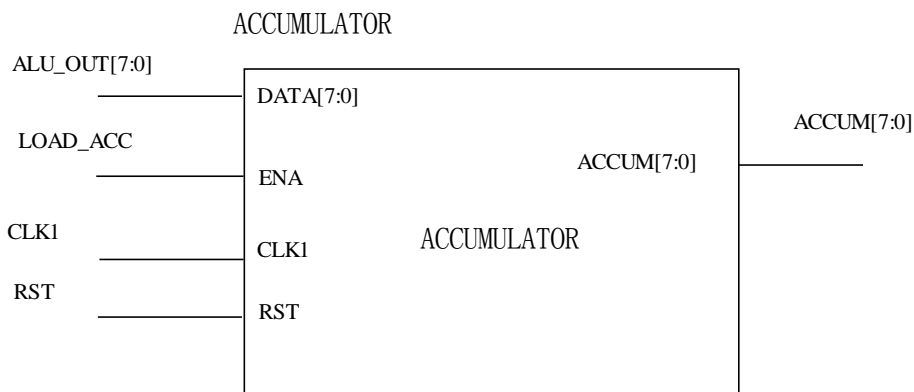 ACCUMULATOR
ALU_OUT[7:0]
DATA[7:0]
ACCUM[7:0]
LOAD_ACC
ACCUM[7:0]
ENA
CLK1
ACCUMULATOR
CLK1
RST
RST